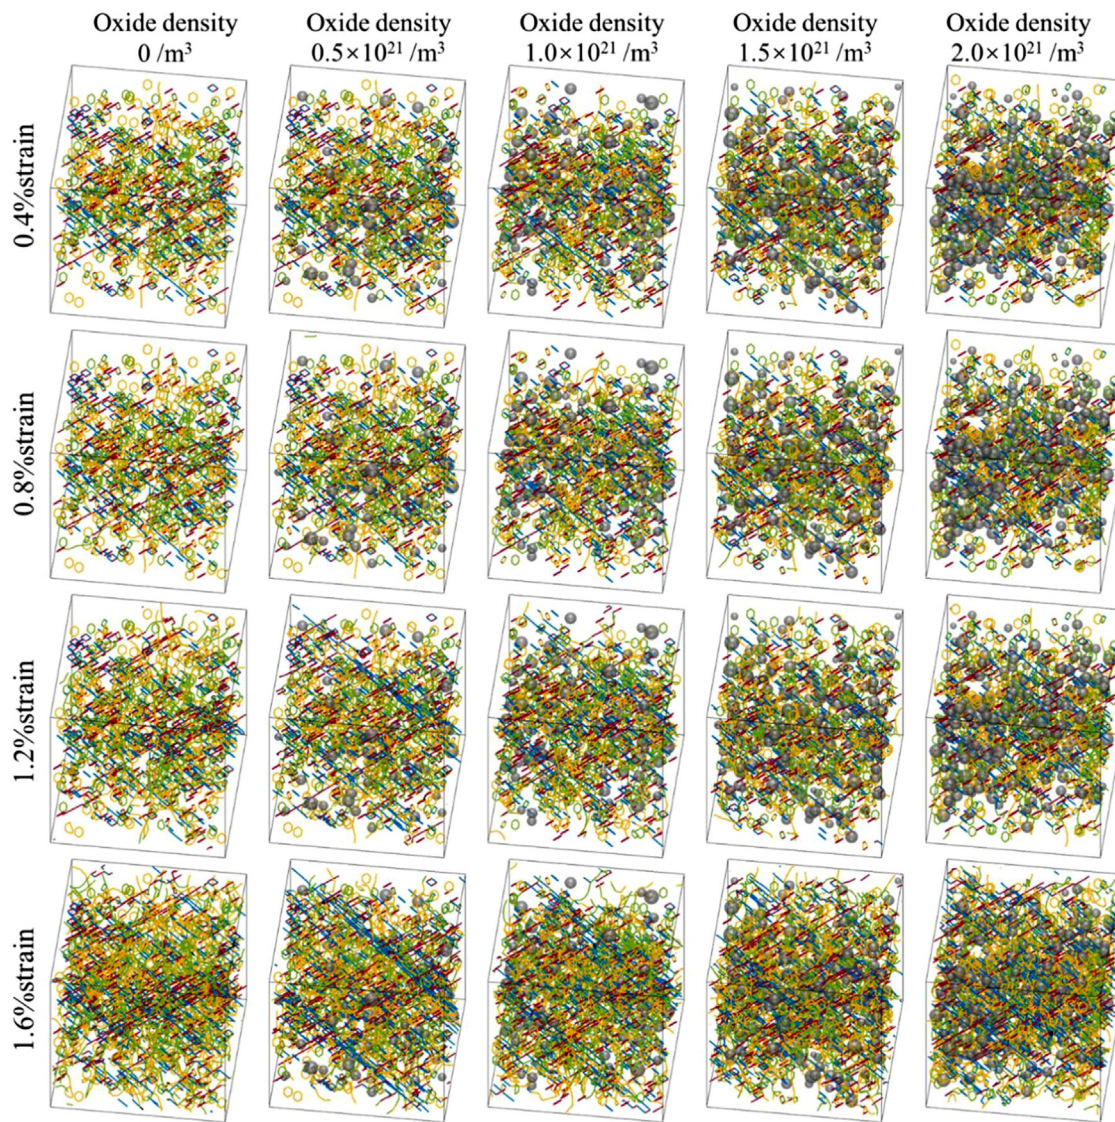 Oxide density Oxide density Oxide density Oxide density Oxide density
0 /m³ 0.5×10²¹ /m³ 1.0×10²¹ /m³ 1.5×10²¹ /m³ 2.0×10²¹ /m³
0.4%strain
0.8%strain
1.2%strain
1.6%strain